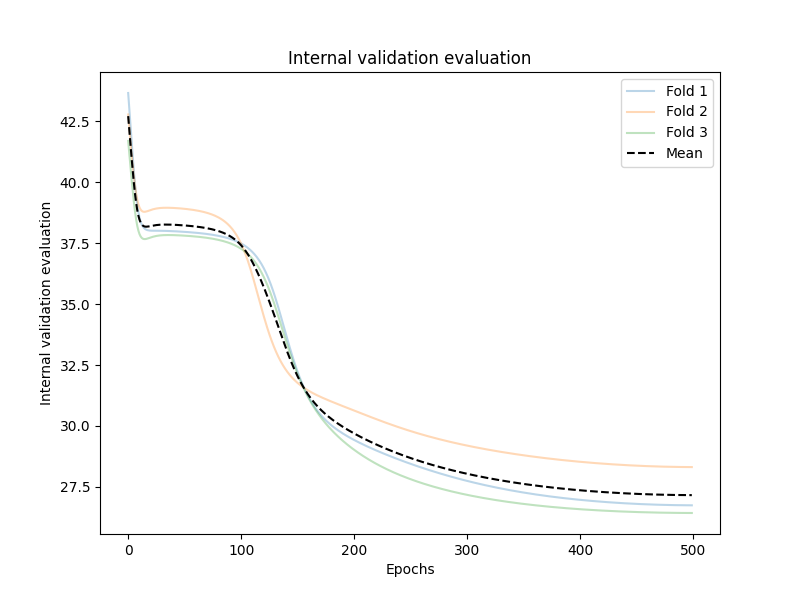 Internal validation evaluation
Fold 1
Fold 2
Fold 3
Mean
Internal validation evaluation
42.5
40.0
37.5
35.0
32.5
30.0
27.5
0
100
200
300
400
500
Epochs